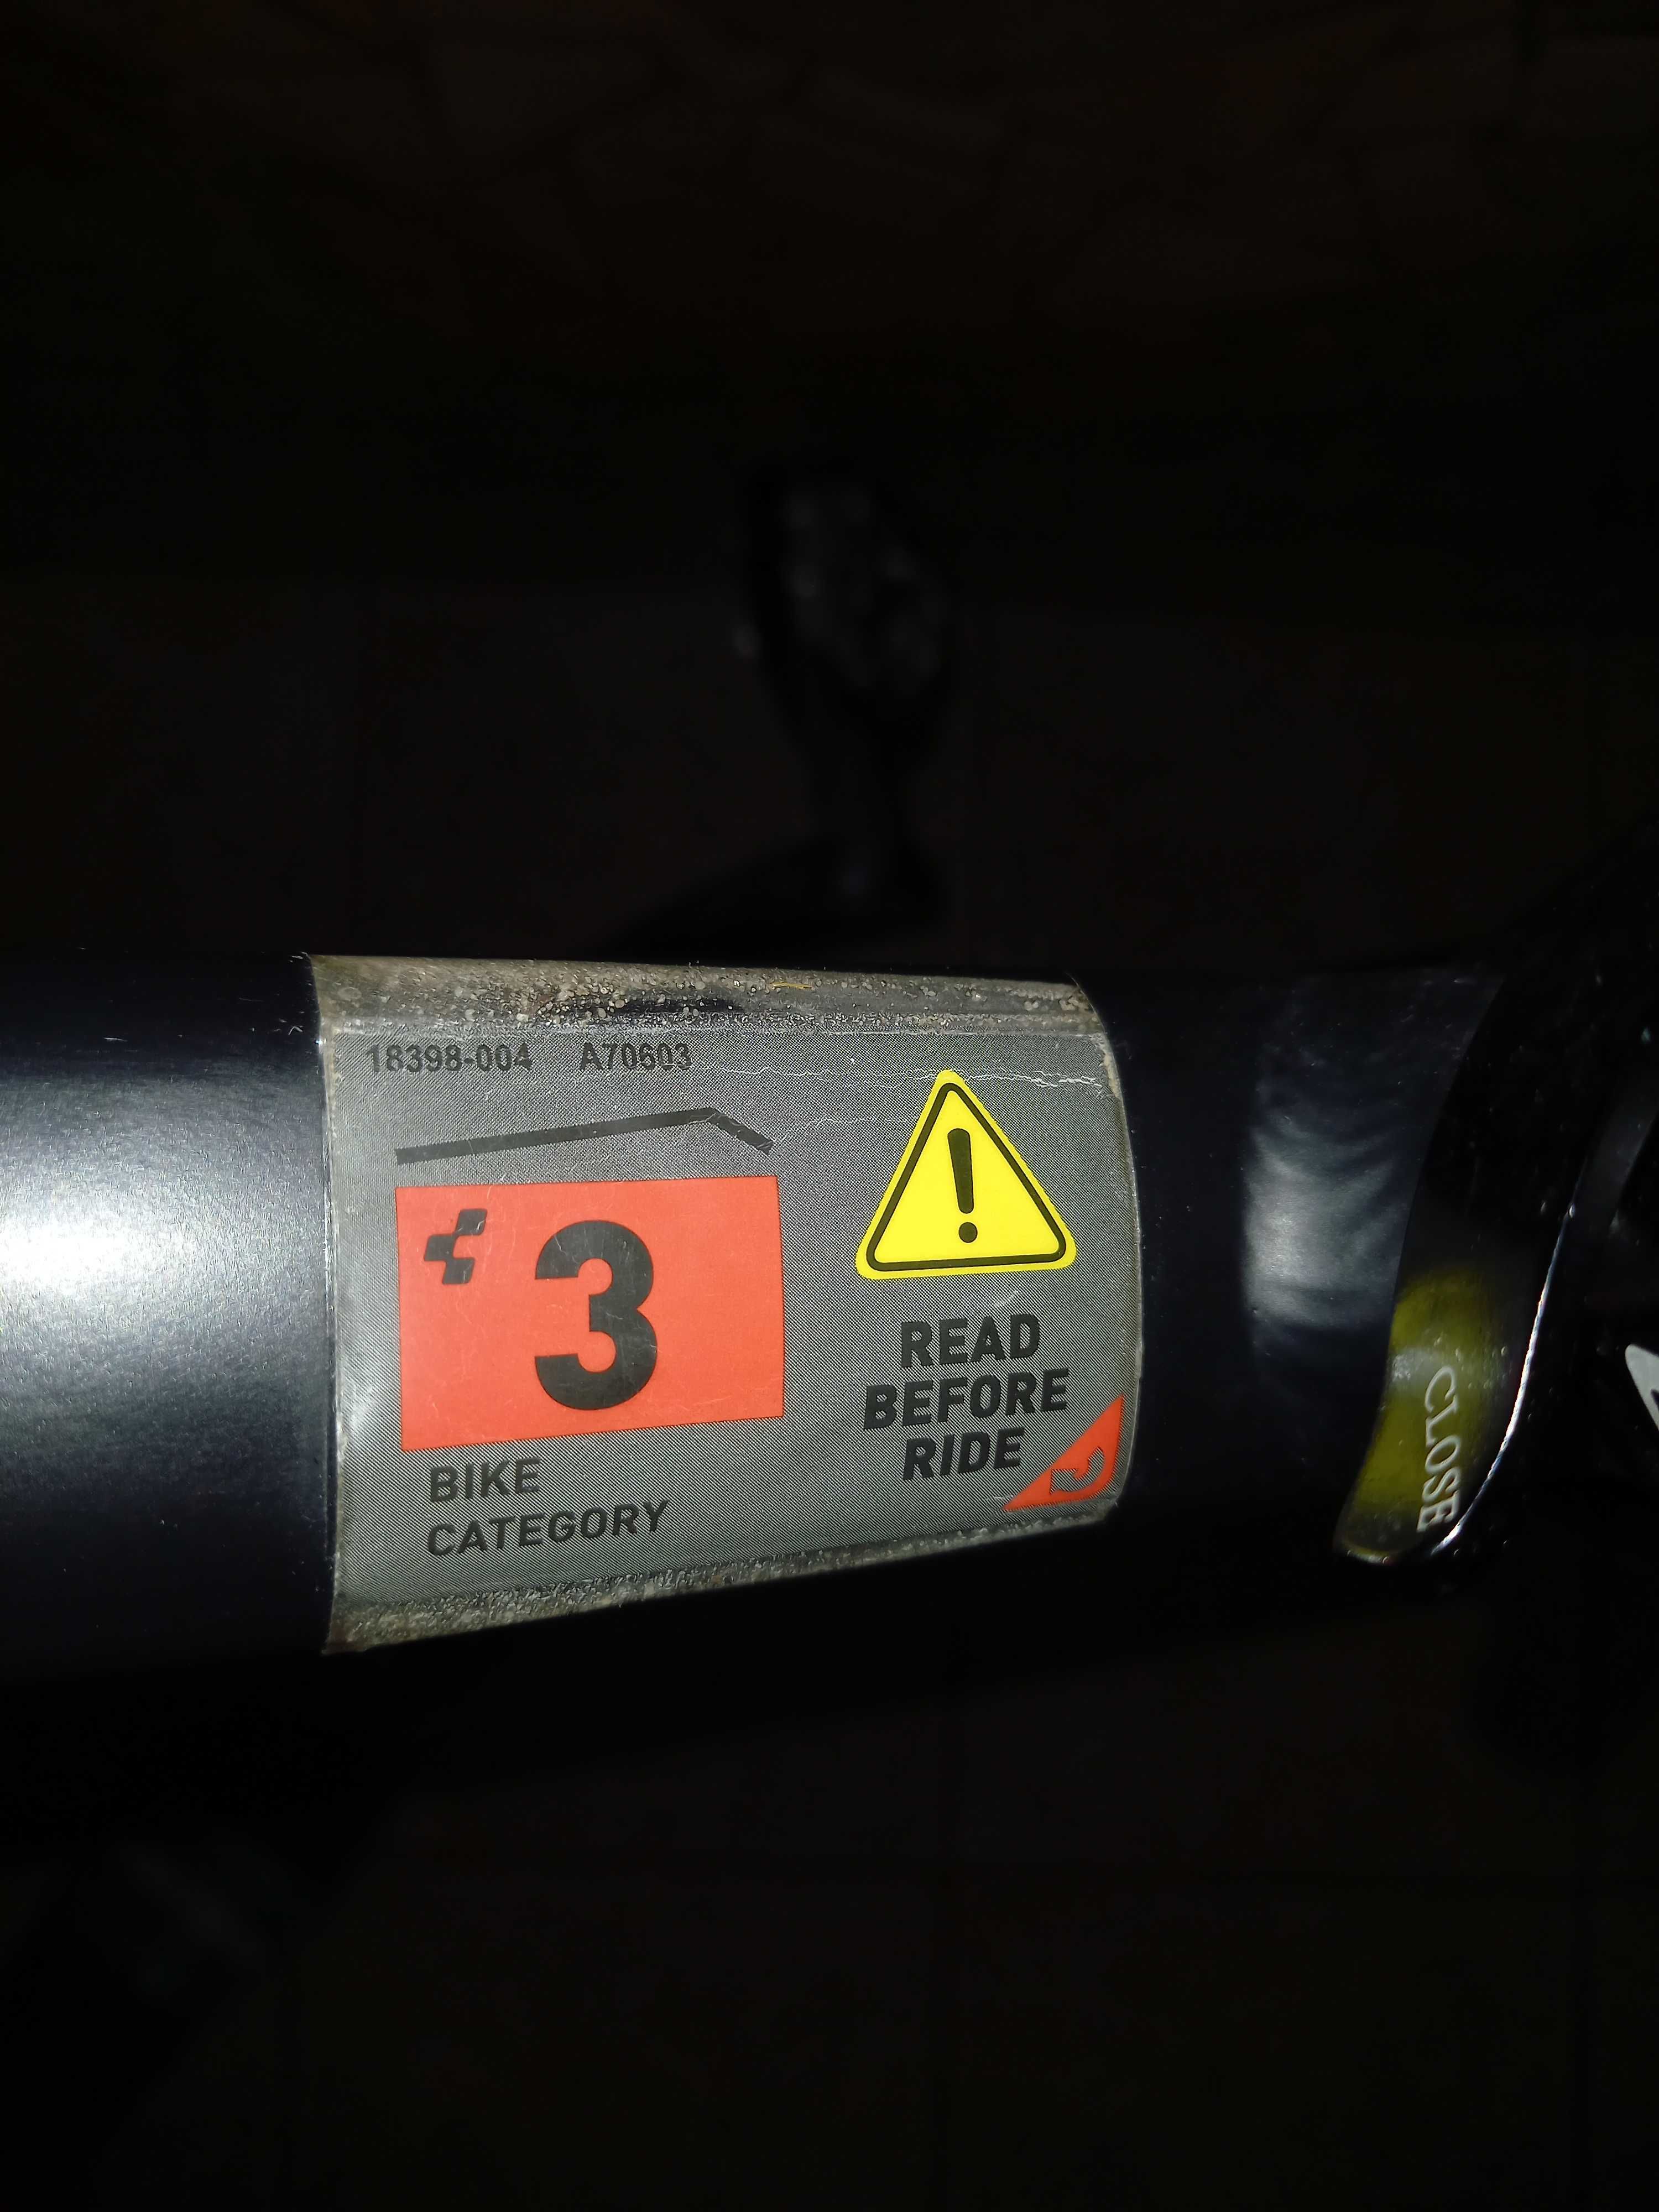 18398-004 A70603
3
BIKE
CATEGORY
!
READ
BEFORE
RIDE
CLOSE